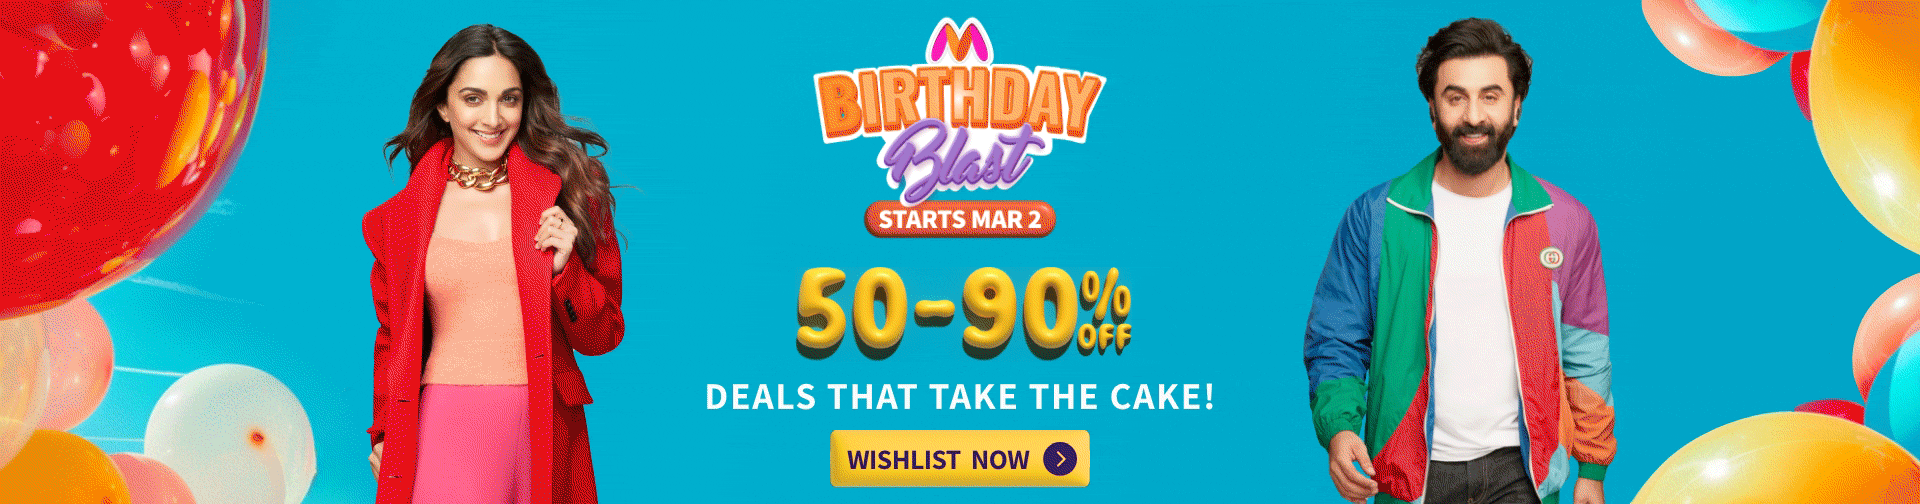 BIRTHDAY
Blast
STARTS MAR 2
50-90% OFF
DEALS THAT TAKE THE CAKE!
WISHLIST NOW